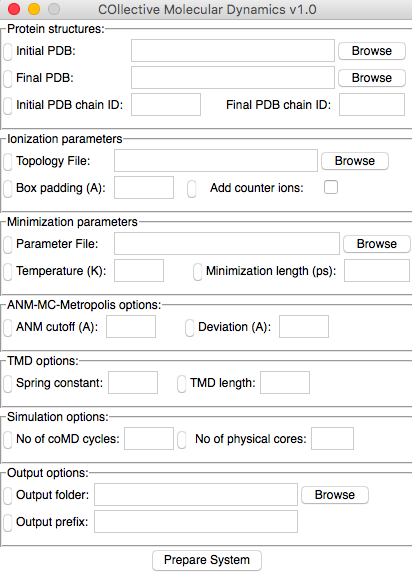 COllective Molecular Dynamics v1.0
Protein structures:
Initial PDB: Browse
Final PDB: Browse
Initial PDB chain ID: Final PDB chain ID:
Ionization parameters
Topology File: Browse
Box padding (A): Add counter ions:
Minimization parameters
Parameter File: Browse
Temperature (K): Minimization length (ps):
ANM-MC-Metropolis options:
ANM cutoff (A): Deviation (A):
TMD options:
Spring constant: TMD length:
Simulation options:
No of coMD cycles: No of physical cores:
Output options:
Output folder: Browse
Output prefix:
Prepare System